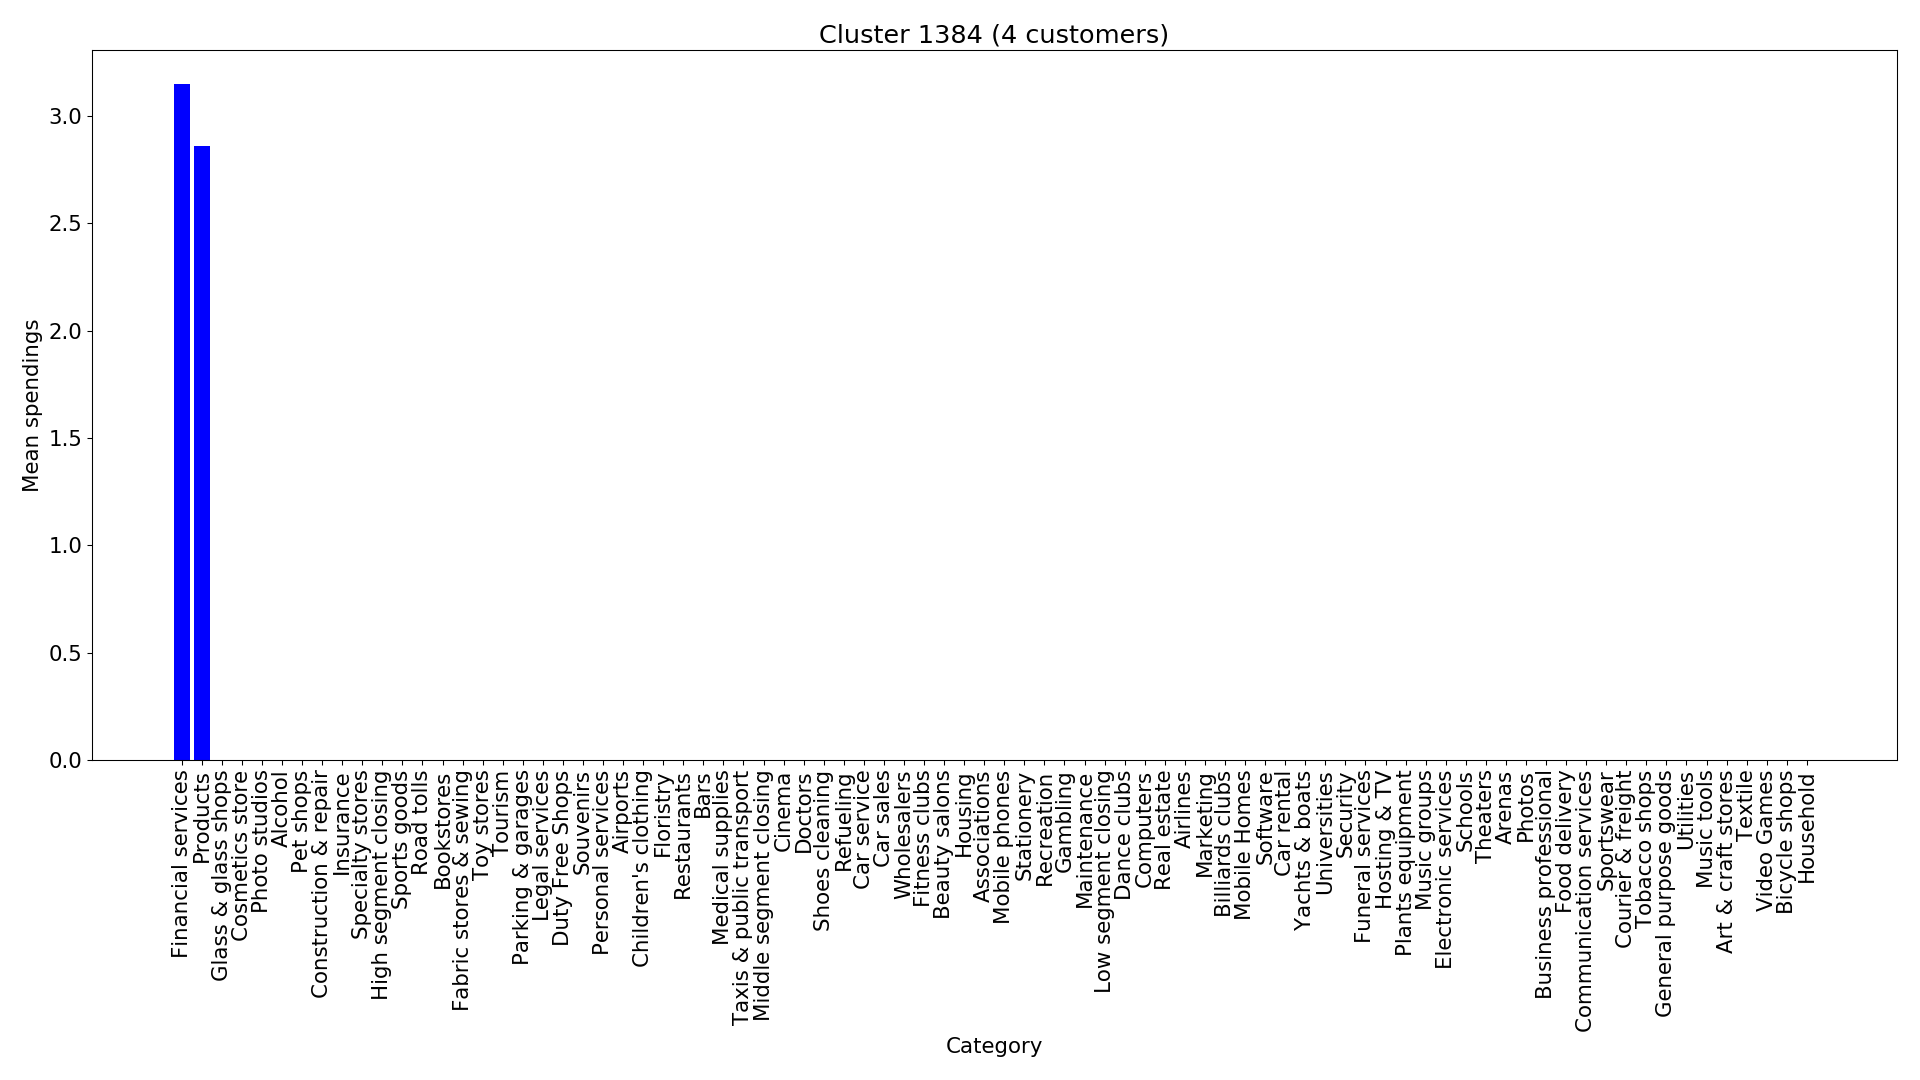 Cluster 1384 (4 customers)
3.0
2.5
2.0
1.5
1.0
0.5
0.0
Mean spendings
Financial services
Products
Glass & glass shops
Cosmetics store
Photo studios
Alcohol
Pet shops
Construction & repair
Insurance
Specialty stores
High segment closing
Sports goods
Road tolls
Bookstores
Fabric stores & sewing
Toy stores
Tourism
Parking & garages
Legal services
Duty Free Shops
Souvenirs
Personal services
Airports
Children's clothing
Floristry
Restaurants
Bars
Medical supplies
Taxis & public transport
Middle segment closing
Cinema
Doctors
Shoes cleaning
Refueling
Car service
Car sales
Wholesalers
Fitness clubs
Beauty salons
Housing
Associations
Mobile phones
Stationery
Recreation
Gambling
Maintenance
Low segment closing
Dance clubs
Computers
Real estate
Airlines
Marketing
Billiards clubs
Mobile Homes
Software
Car rental
Yachts & boats
Universities
Security
Funeral services
Hosting & TV
Plants equipment
Music groups
Electronic services
Schools
Theaters
Arenas
Photos
Business professional
Food delivery
Communication services
Sportswear
Courier & freight
Tobacco shops
General purpose goods
Utilities
Music tools
Art & craft stores
Textile
Video Games
Bicycle shops
Household
Category